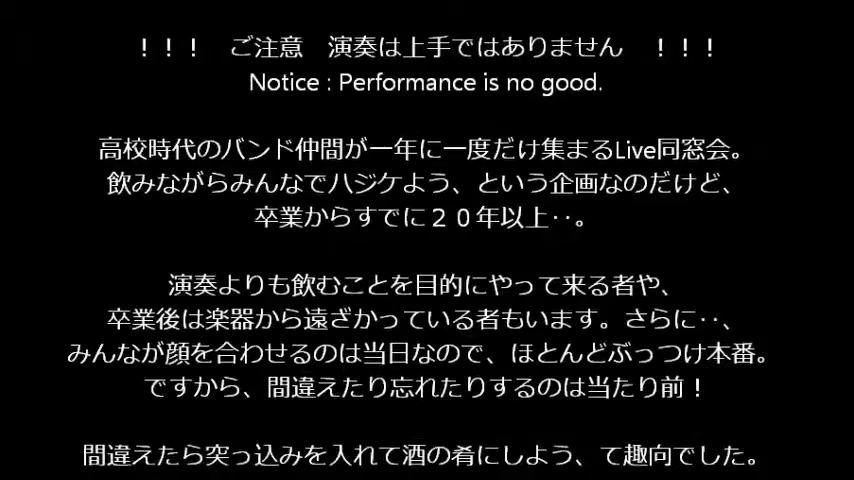 ！！！　ご注意　演奏は上手ではありません　！！！
Notice : Performance is no good.
高校時代のバンド仲間が一年に一度だけ集まるLive同窓会。
飲みながらみんなでハジケよう、という企画なのだけど、
卒業からすでに２０年以上‥。
演奏よりも飲むことを目的にやって来る者や、
卒業後は楽器から遠ざかっている者もいます。さらに‥、
みんなが顔を合わせるのは当日なので、ほとんどぶっつけ本番。
ですから、間違えたり忘れたりするのは当たり前！
間違えたら突っ込みを入れて酒の肴にしよう、て趣向でした。